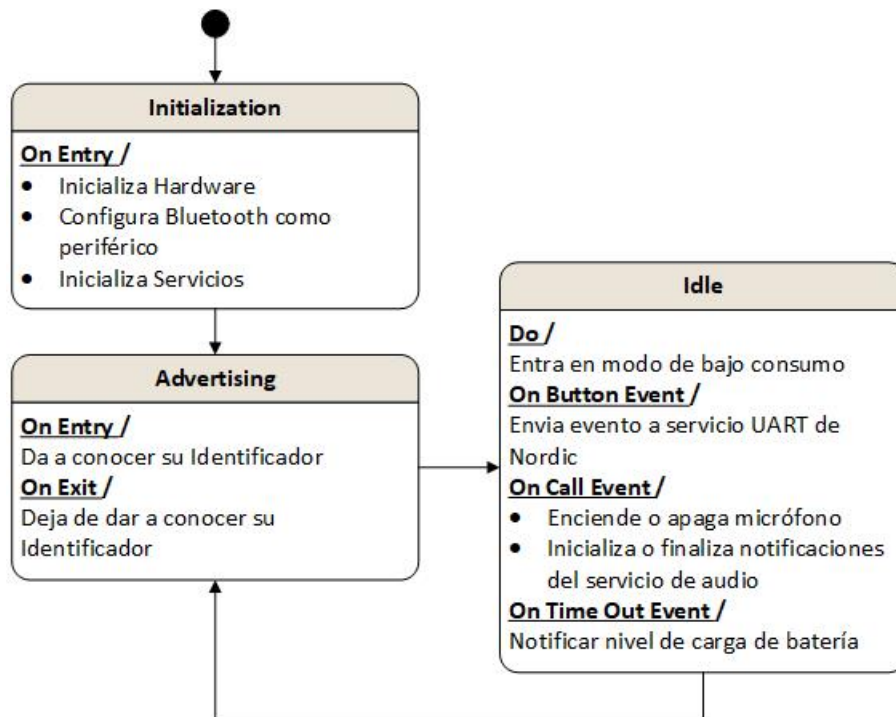 Initialization
On Entry /
• Inicializa Hardware
• Configura Bluetooth como
periférico
• Inicializa Servicios
Advertising
On Entry /
Da a conocer su Identificador
On Exit /
Deja de dar a conocer su
Identificador
Idle
Do /
Entra en modo de bajo consumo
On Button Event /
Envia evento a servicio UART de
Nordic
On Call Event /
• Enciende o apaga micrófono
• Inicializa o finaliza notificaciones
del servicio de audio
On Time Out Event /
Notificar nivel de carga de batería